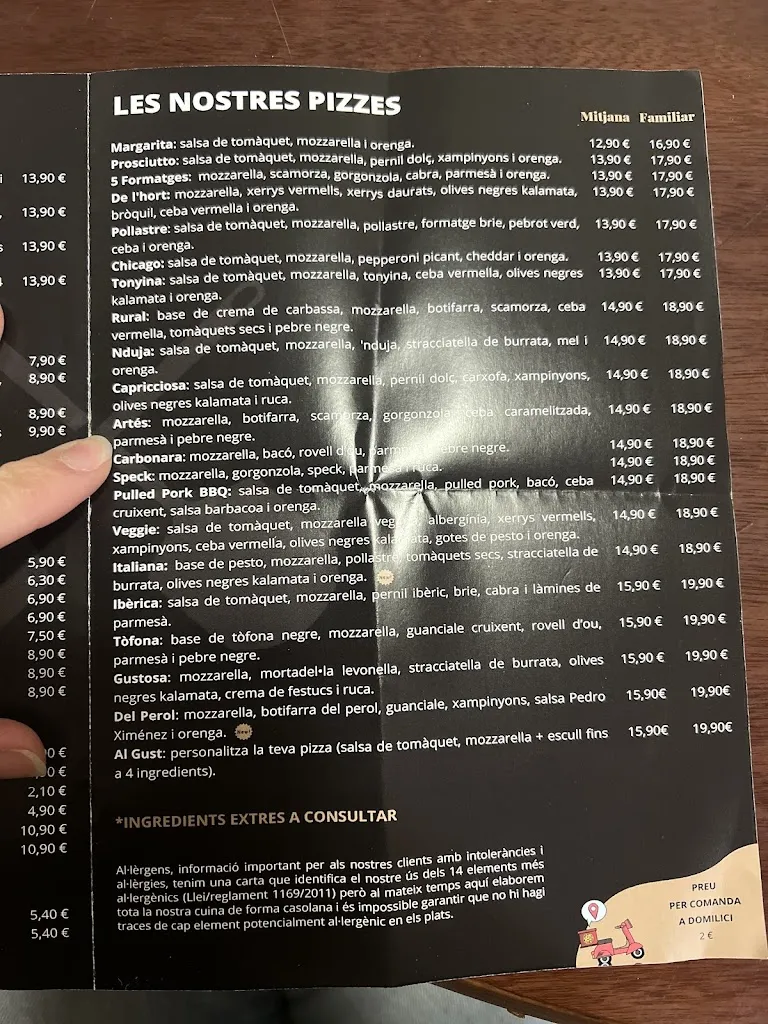 i 13,90 €
13,90 €
s 13,90 €
13,90 €
7,90 €
8,90 €
8,90 €
s 9,90 €
5,90 €
6,30 €
6,90 €
6,90 €
7,50 €
8,90 €
8,90 €
8,90 €
0 €
0 €
2,10 €
4,90 €
10,90 €
10,90 €
5,40 €
5,40 €
LES NOSTRES PIZZES
Mitjana Familiar
Margarita: salsa de tomàquet, mozzarella i orenga. 12,90 € 16,90 €
Prosciutto: salsa de tomàquet, mozzarella, pernil dolç, xampinyons i orenga. 13,90 € 17,90 €
5 Formatges: mozzarella, scamorza, gorgonzola, cabra, parmesà i orenga. 13,90 € 17,90 €
De l'hort: mozzarella, xerrys vermells, xerrys daurats, olives negres kalamata, 13,90 € 17,90 €
bròquil, ceba vermella i orenga.
Pollastre: salsa de tomàquet, mozzarella, pollastre, formatge brie, pebrot verd, 13,90 € 17,90 €
ceba i orenga.
Chicago: salsa de tomàquet, mozzarella, pepperoni picant, cheddar i orenga. 13,90 € 17,90 €
Tonyina: salsa de tomàquet, mozzarella, tonyina, ceba vermella, olives negres 13,90 € 17,90 €
kalamata i orenga.
Rural: base de crema de carbassa, mozzarella, botifarra, scamorza, ceba 14,90 € 18,90 €
vermella, tomàquets secs i pebre negre.
Nduja: salsa de tomàquet, mozzarella, 'nduja, stracciatella de burrata, mel i 14,90 € 18,90 €
orenga.
Capricciosa: salsa de tomàquet, mozzarella, pernil dolç, carxofa, xampinyons, 14,90 € 18,90 €
olives negres kalamata i ruca.
Artés: mozzarella, botifarra, scamorza, gorgonzola, ceba caramelitzada, 14,90 € 18,90 €
parmesà i pebre negre.
Carbonara: mozzarella, bacó, rovell d'ou, parmesà i pebre negre. 14,90 € 18,90 €
Speck: mozzarella, gorgonzola, speck, parmesà i ruca. 14,90 € 18,90 €
Pulled Pork BBQ: salsa de tomàquet, mozzarella, pulled pork, bacó, ceba 14,90 € 18,90 €
cruixent, salsa barbacoa i orenga.
Veggie: salsa de tomàquet, mozzarella vegana, albergínia, xerrys vermells, 14,90 € 18,90 €
xampinyons, ceba vermella, olives negres kalamata, gotes de pesto i orenga.
Italiana: base de pesto, mozzarella, pollastre, tomàquets secs, stracciatella de 14,90 € 18,90 €
burrata, olives negres kalamata i orenga. New!
Ibèrica: salsa de tomàquet, mozzarella, pernil ibèric, brie, cabra i làmines de 15,90 € 19,90 €
parmesà.
Tòfona: base de tòfona negre, mozzarella, guanciale cruixent, rovell d'ou, 15,90 € 19,90 €
parmesà i pebre negre.
Gustosa: mozzarella, mortadel•la levonella, stracciatella de burrata, olives 15,90 € 19,90 €
negres kalamata, crema de festucs i ruca.
Del Perol: mozzarella, botifarra del perol, guanciale, xampinyons, salsa Pedro 15,90€ 19,90€
Ximénez i orenga. New!
Al Gust: personalitza la teva pizza (salsa de tomàquet, mozzarella + escull fins 15,90€ 19,90€
a 4 ingredients).
*INGREDIENTS EXTRES A CONSULTAR
Al·lèrgens, informació important per als nostres clients amb intoleràncies i
al·lèrgies, tenim una carta que identifica el nostre ús dels 14 elements més
al·lergènics (Llei/reglament 1169/2011) però al mateix temps aquí elaborem
tota la nostra cuina de forma casolana i és impossible garantir que no hi hagi
traces de cap element potencialment al·lergènic en els plats.
PREU
PER COMANDA
A DOMICILI
2 €